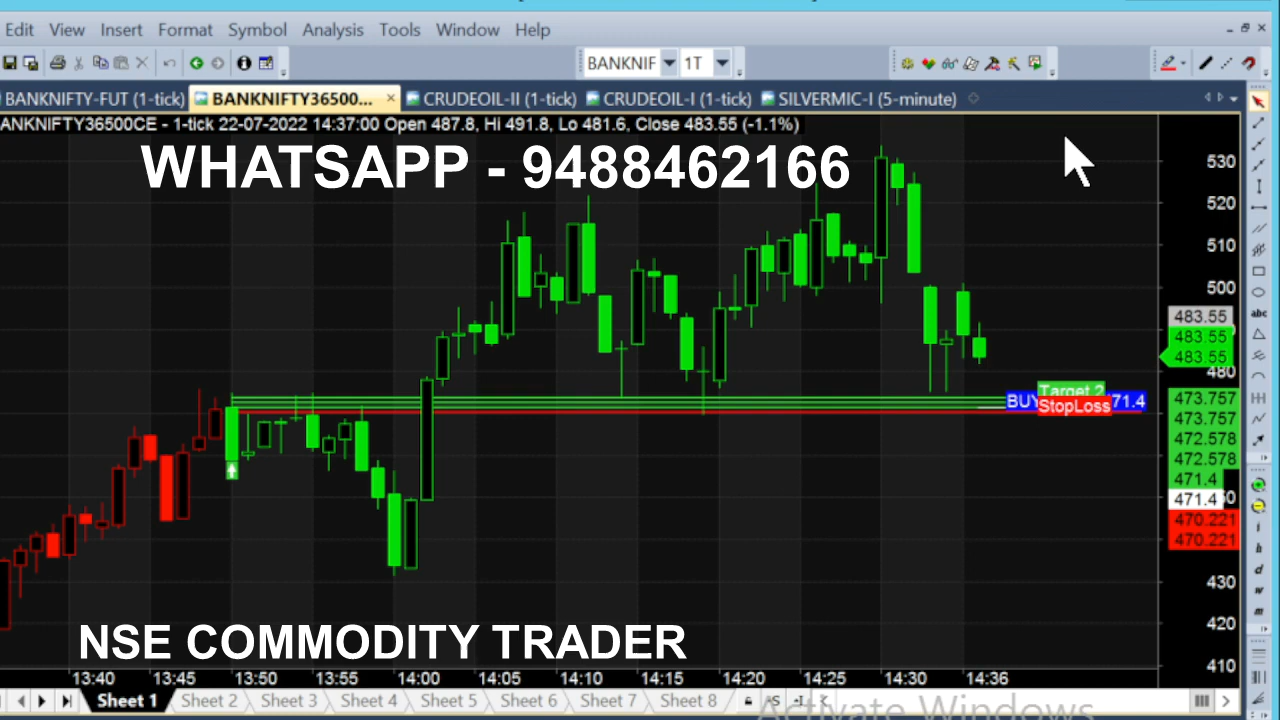 Edit View Insert Format Symbol Analysis Tools Window Help
BANKNIF 1T
BANKNIFTY-FUT (1-tick) BANKNIFTY36500... CRUDEOIL-II (1-tick) CRUDEOIL-I (1-tick) SILVERMIC-I (5-minute)
ANKNIFTY36500CE - 1-tick 22-07-2022 14:37:00 Open 487.8, Hi 491.8, Lo 481.6, Close 483.55 (-1.1%)
WHATSAPP - 9488462166
530
520
510
500
483.55
483.55
483.55
480
Target 2
BUY 71.4
StopLoss
473.757
473.757
472.578
472.578
471.4
471.4
470.221
470.221
430
420
410
abc
NSE COMMODITY TRADER
13:40 13:45 13:50 13:55 14:00 14:05 14:10 14:15 14:20 14:25 14:30 14:36
Sheet 1 Sheet 2 Sheet 3 Sheet 4 Sheet 5 Sheet 6 Sheet 7 Sheet 8
Activate Windows